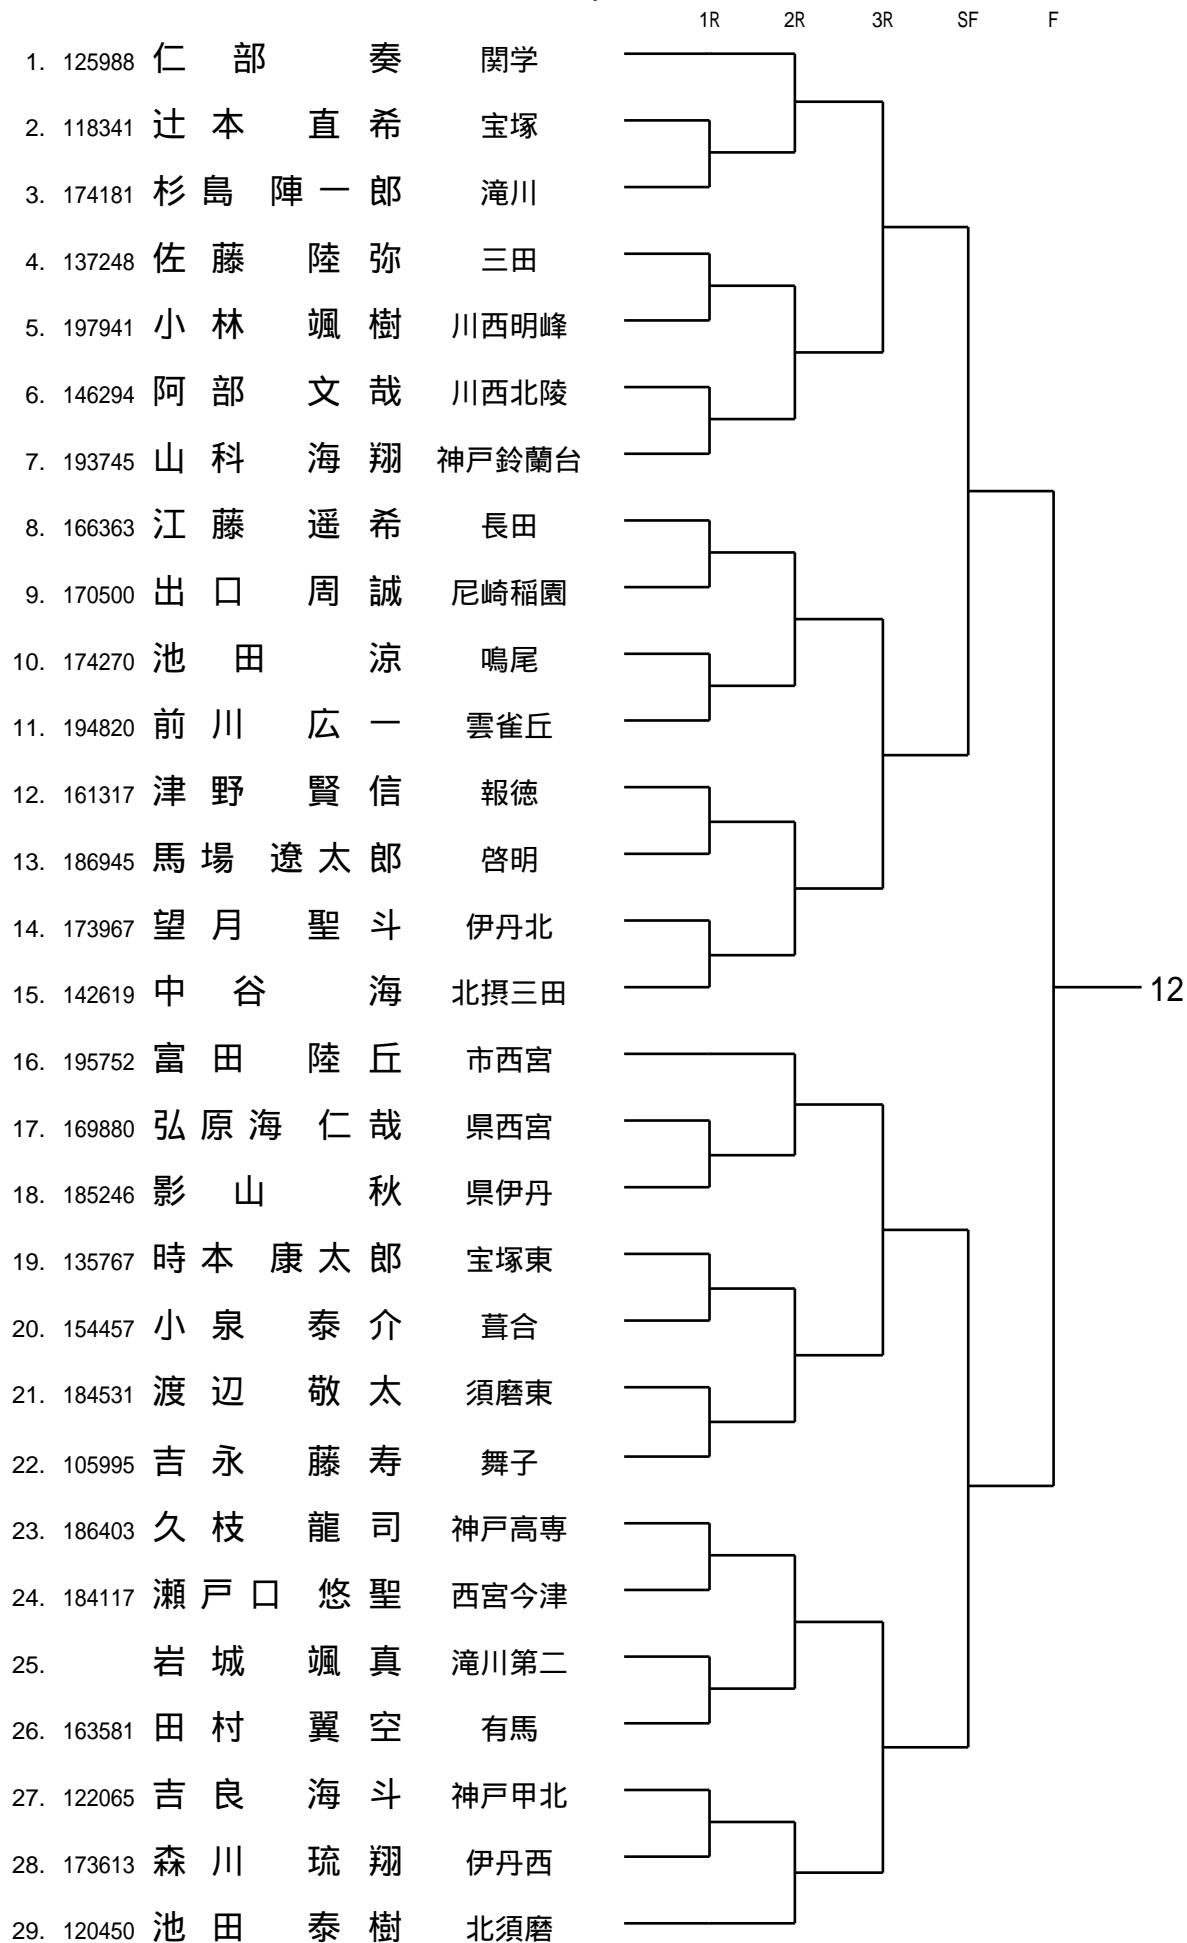 1R 2R 3R SF F
1. 125988 仁部 奏 関学
2. 118341 辻本 直希 宝塚
3. 174181 杉島 陣一郎 滝川
4. 137248 佐藤 陸弥 三田
5. 197941 小林 颯樹 川西明峰
6. 146294 阿部 文哉 川西北陵
7. 193745 山科 海翔 神戸鈴蘭台
8. 166363 江藤 遥希 長田
9. 170500 出口 周誠 尼崎稲園
10. 174270 池田 涼 鳴尾
11. 194820 前川 広一 雲雀丘
12. 161317 津野 賢信 報徳
13. 186945 馬場 遼太郎 啓明
14. 173967 望月 聖斗 伊丹北
15. 142619 中谷 海 北摂三田
12
16. 195752 富田 陸丘 市西宮
17. 169880 弘原海 仁哉 県西宮
18. 185246 影山 秋 県伊丹
19. 135767 時本 康太郎 宝塚東
20. 154457 小泉 泰介 葺合
21. 184531 渡辺 敬太 須磨東
22. 105995 吉永 藤寿 舞子
23. 186403 久枝 龍司 神戸高専
24. 184117 瀬戸口 悠聖 西宮今津
25. 岩城 颯真 滝川第二
26. 163581 田村 翼空 有馬
27. 122065 吉良 海斗 神戸甲北
28. 173613 森川 琉翔 伊丹西
29. 120450 池田 泰樹 北須磨